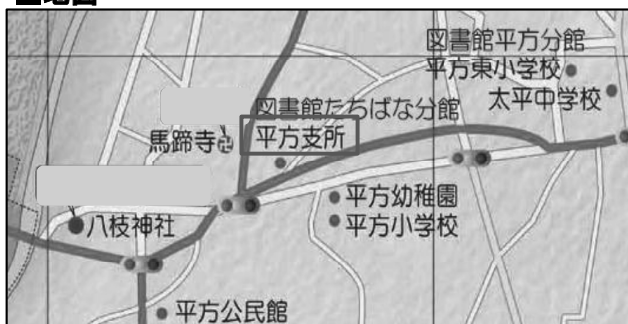 ■地図
図書館平方分館
平方東小学校
太平中学校
図書館たちばな分館
馬蹄寺卍
平方支所
平方幼稚園
八枝神社
平方小学校
平方公民館